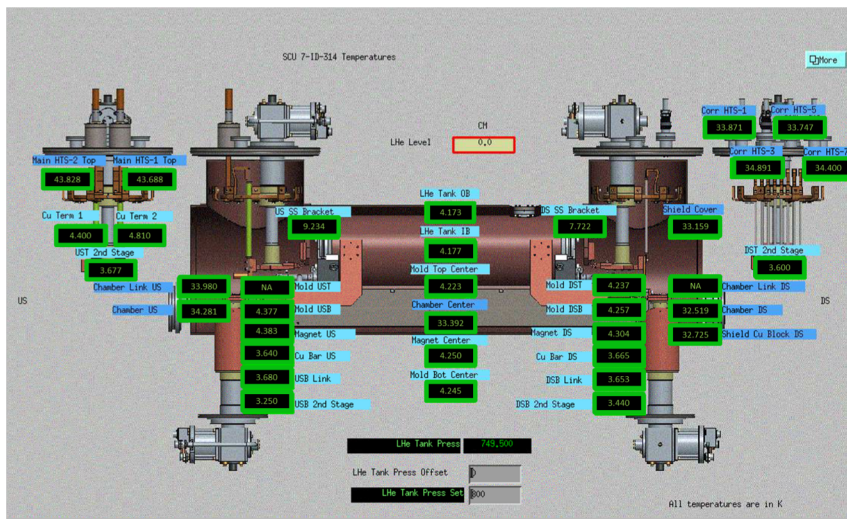 SCU 7-ID-314 Temperatures
More
CM
LHe Level
0.0
Corr HTS-1
Corr HTS-5
33.871
33.747
Corr HTS-3
Corr HTS-7
34.891
34.400
Main HTS-2 Top
Main HTS-1 Top
43.828
43.688
Cu Term 1
Cu Term 2
4.400
4.810
UST 2nd Stage
3.677
US SS Bracket
9.234
LHe Tank OB
4.173
LHe Tank IB
4.177
DS SS Bracket
7.722
Shield Cover
33.159
DST 2nd Stage
3.600
Mold Top Center
4.223
Chamber Link US
33.980
NA
Mold UST
Mold DST
4.237
NA
Chamber Link DS
US
DS
Chamber US
34.281
4.377
Mold USB
Chamber Center
33.392
Mold DSB
4.257
32.519
Chamber DS
4.383
Magnet US
Magnet DS
4.304
32.725
Shield Cu Block DS
Magnet Center
4.250
3.640
Cu Bar US
Cu Bar DS
3.665
Mold Bot Center
4.245
3.680
USB Link
DSB Link
3.653
3.250
USB 2nd Stage
DSB 2nd Stage
3.440
LHe Tank Press
749.500
LHe Tank Press Offset
LHe Tank Press Set
All temperatures are in K